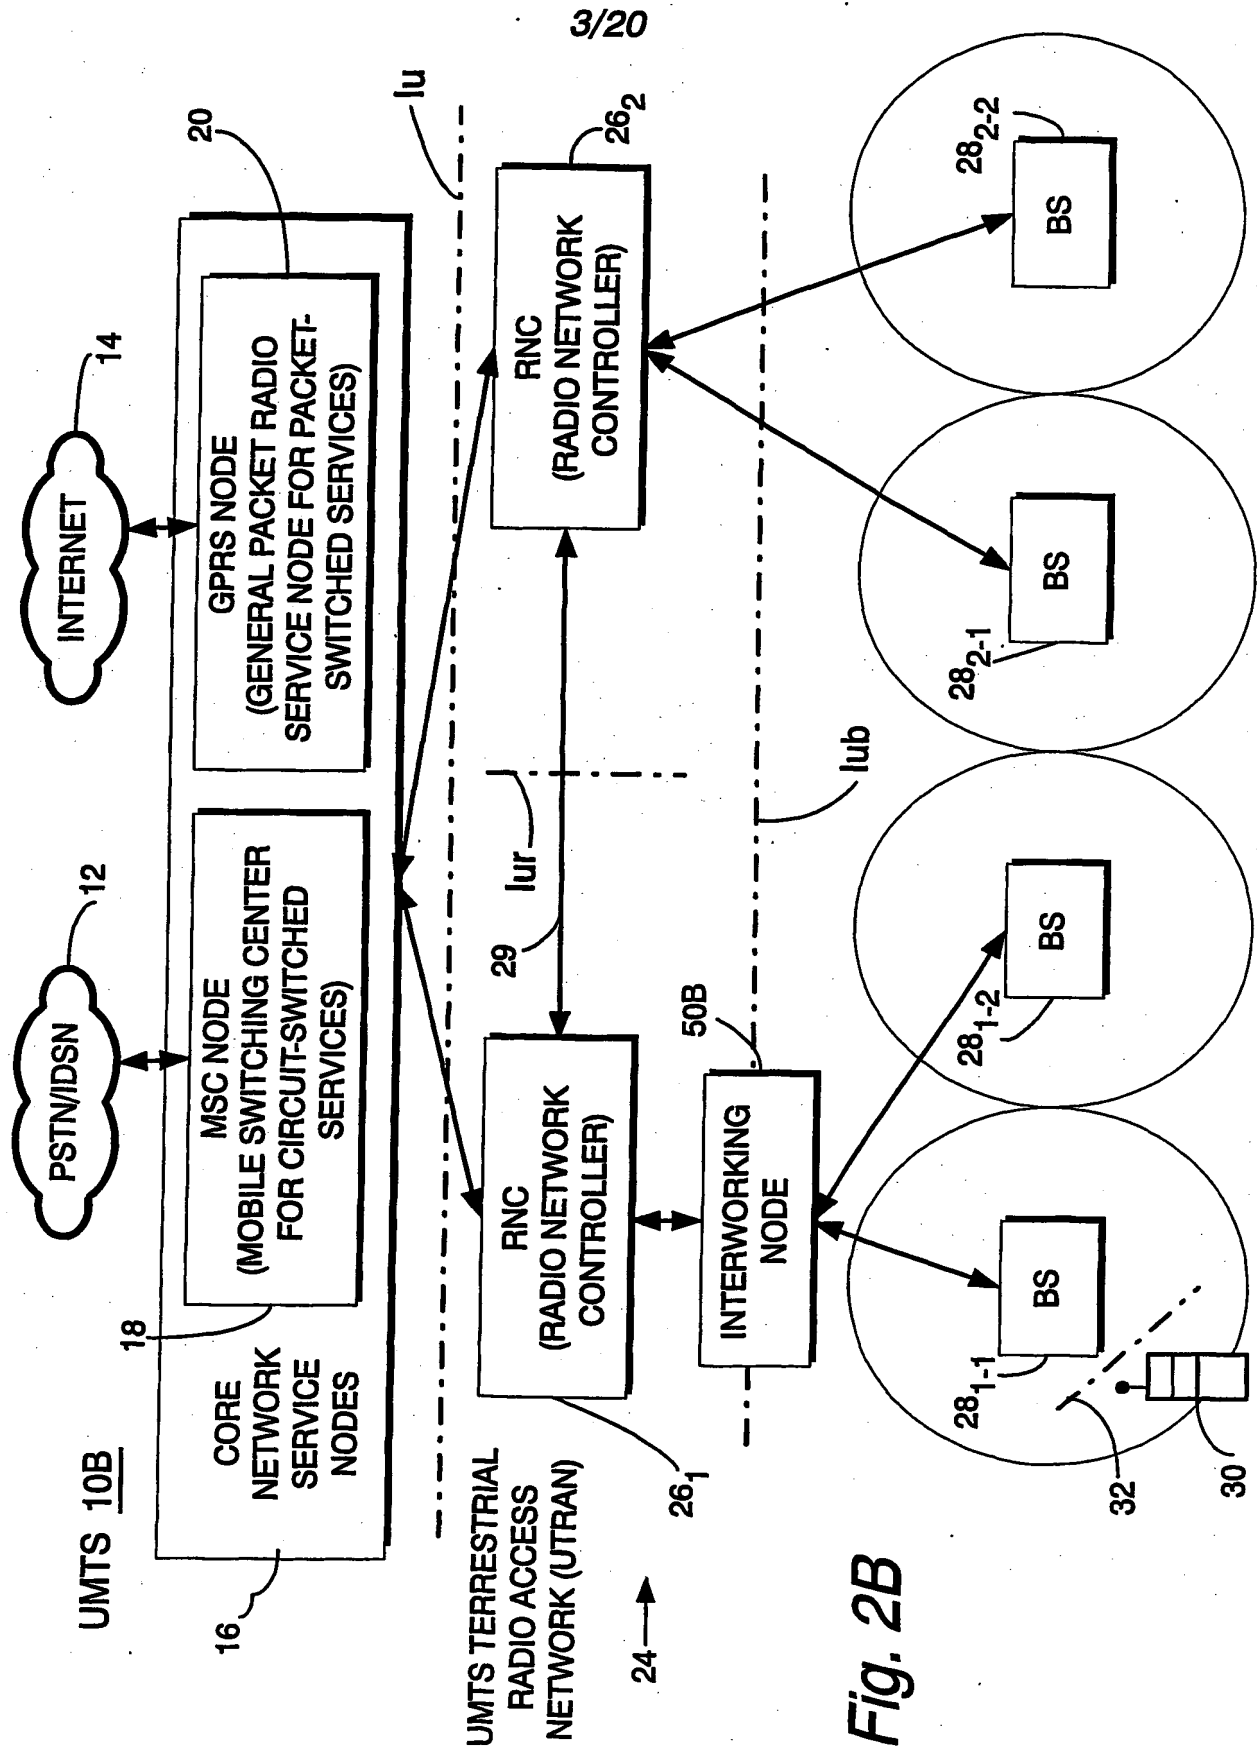 3/20
UMTS 10B
PSTN/IDSN
12
INTERNET
14
16
CORE
NETWORK
SERVICE
NODES
18
MSC NODE
(MOBILE SWITCHING CENTER
FOR CIRCUIT-SWITCHED
SERVICES)
20
GPRS NODE
(GENERAL PACKET RADIO
SERVICE NODE FOR PACKET-
SWITCHED SERVICES)
Iu
UMTS TERRESTRIAL
RADIO ACCESS
NETWORK (UTRAN)
24
26₁
RNC
(RADIO NETWORK
CONTROLLER)
29
Iur
RNC
(RADIO NETWORK
CONTROLLER)
26₂
INTERWORKING
NODE
50B
Iub
28₁₋₁
BS
28₁₋₂
BS
28₂₋₁
BS
28₂₋₂
BS
32
30
Fig. 2B